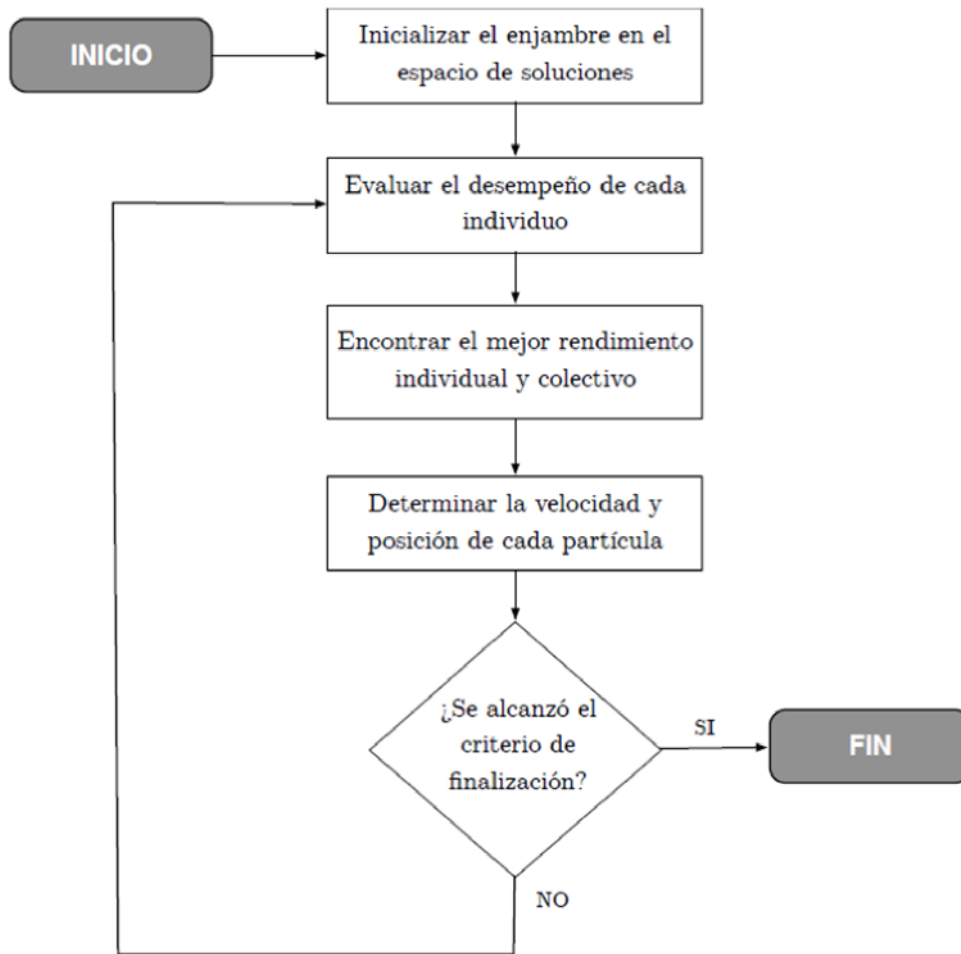 INICIO
Inicializar el enjambre en el
espacio de soluciones
Evaluar el desempeño de cada
individuo
Encontrar el mejor rendimiento
individual y colectivo
Determinar la velocidad y
posición de cada partícula
¿Se alcanzó el
criterio de
finalización?
SI
FIN
NO